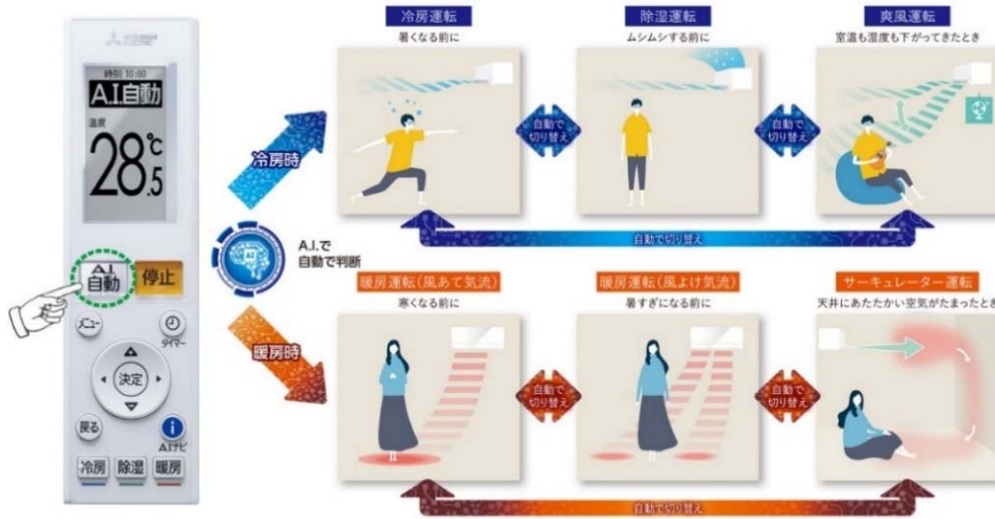 MITSUBISHI
ELECTRIC
時刻 10:00
A.I.自動
温度
28.5℃
A.I.
自動
停止
メニュー
タイマー
決定
戻る
A.I.ナビ
冷房 除湿 暖房
冷房時
AI
A.I.で
自動で判断
暖房時
冷房運転
暑くなる前に
自動で
切り替え
除湿運転
ムシムシする前に
自動で
切り替え
爽風運転
室温も湿度も下がってきたとき
自動で切り替え
暖房運転(風あて気流)
寒くなる前に
自動で
切り替え
暖房運転(風よけ気流)
暑すぎになる前に
自動で
切り替え
サーキュレーター運転
天井にあたたかい空気がたまったとき
自動で切り替え